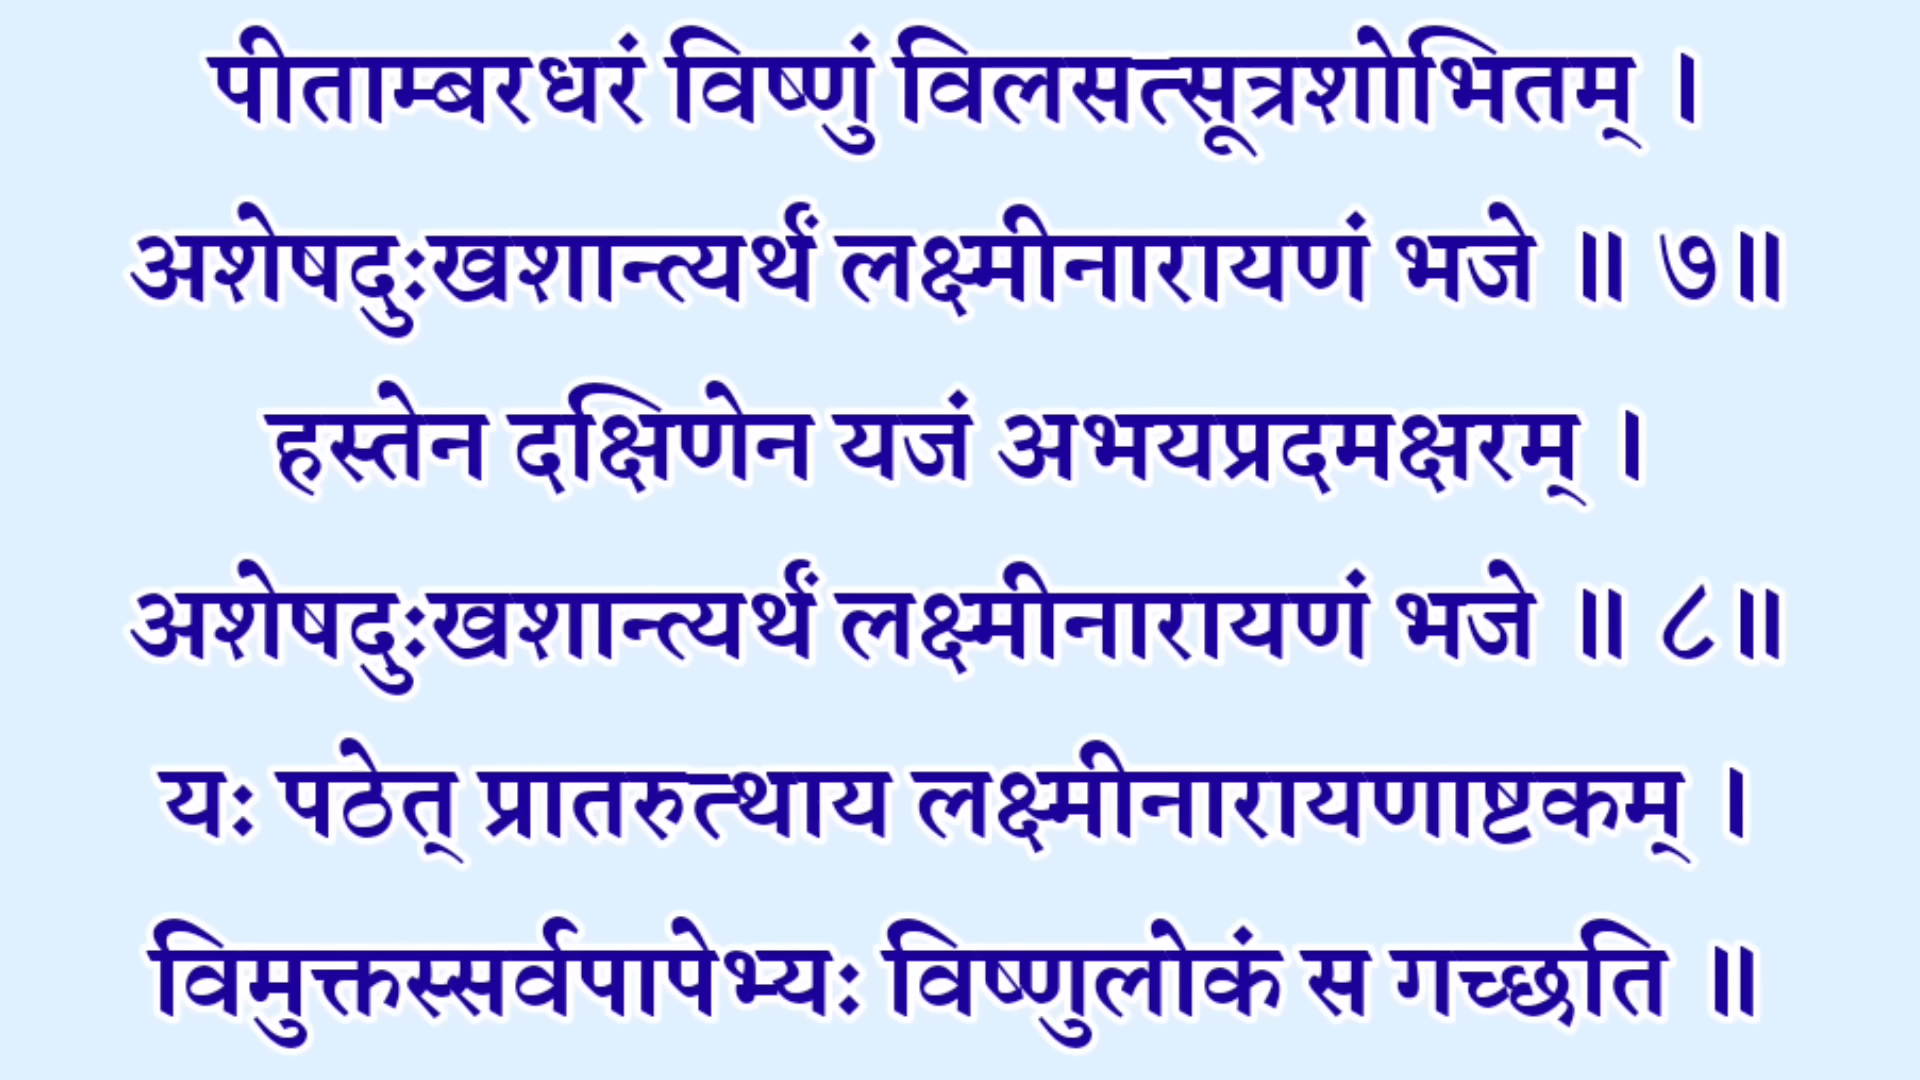 पीताम्बरधरं विष्णुं विलसत्सूत्रशोभितम् ।
अशेषदुःखशान्त्यर्थं लक्ष्मीनारायणं भजे ॥ ७॥
हस्तेन दक्षिणेन यजं अभयप्रदमक्षरम् ।
अशेषदुःखशान्त्यर्थं लक्ष्मीनारायणं भजे ॥ ८॥
यः पठेत् प्रातरुत्थाय लक्ष्मीनारायणाष्टकम् ।
विमुक्तस्सर्वपापेभ्यः विष्णुलोकं स गच्छति ॥